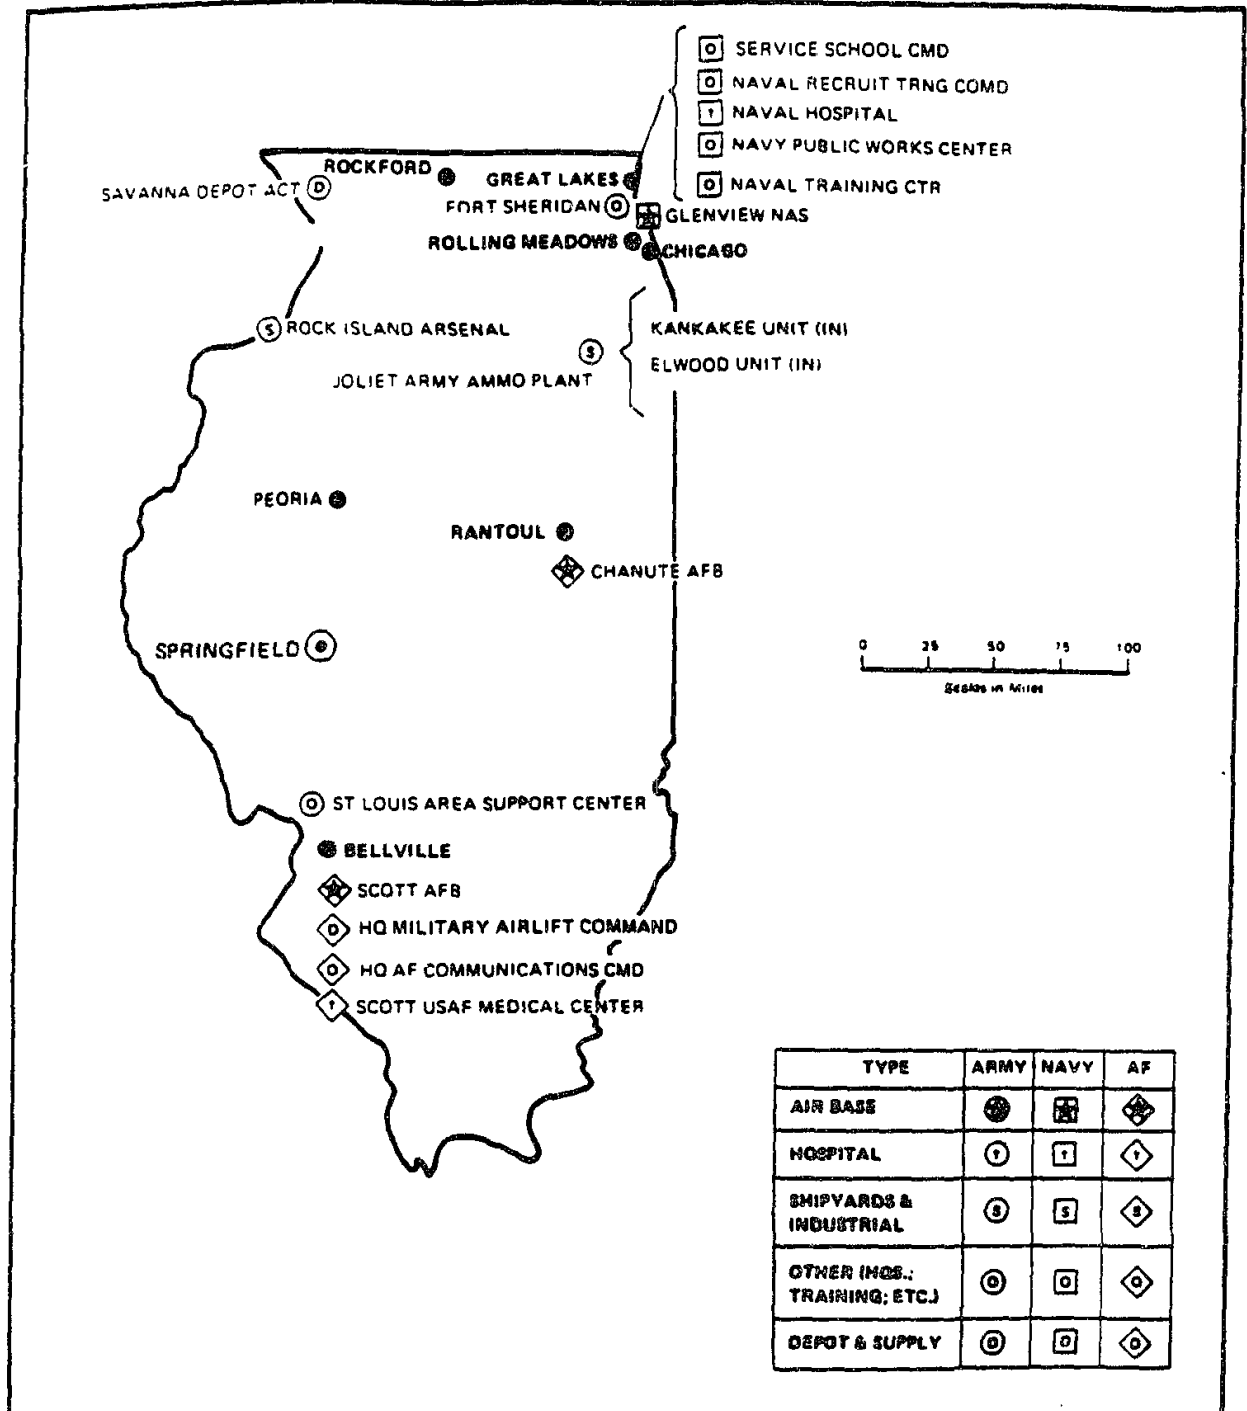 SERVICE SCHOOL CMD
NAVAL RECRUIT TRNG COMD
NAVAL HOSPITAL
NAVY PUBLIC WORKS CENTER
NAVAL TRAINING CTR
ROCKFORD
SAVANNA DEPOT ACT
D
GREAT LAKES
FORT SHERIDAN
GLENVIEW NAS
ROLLING MEADOWS
CHICAGO
S ROCK ISLAND ARSENAL
KANKAKEE UNIT (IN)
S
ELWOOD UNIT (IN)
JOLIET ARMY AMMO PLANT
PEORIA
RANTOUL
CHANUTE AFB
SPRINGFIELD
0 25 50 75 100
Scales in Miles
O ST LOUIS AREA SUPPORT CENTER
BELLVILLE
SCOTT AFB
HQ MILITARY AIRLIFT COMMAND
HQ AF COMMUNICATIONS CMD
SCOTT USAF MEDICAL CENTER
TYPE ARMY NAVY AF
AIR BASE
HOSPITAL
SHIPYARDS &
INDUSTRIAL
S S S
OTHER (HQS.;
TRAINING; ETC.)
O O O
DEPOT & SUPPLY